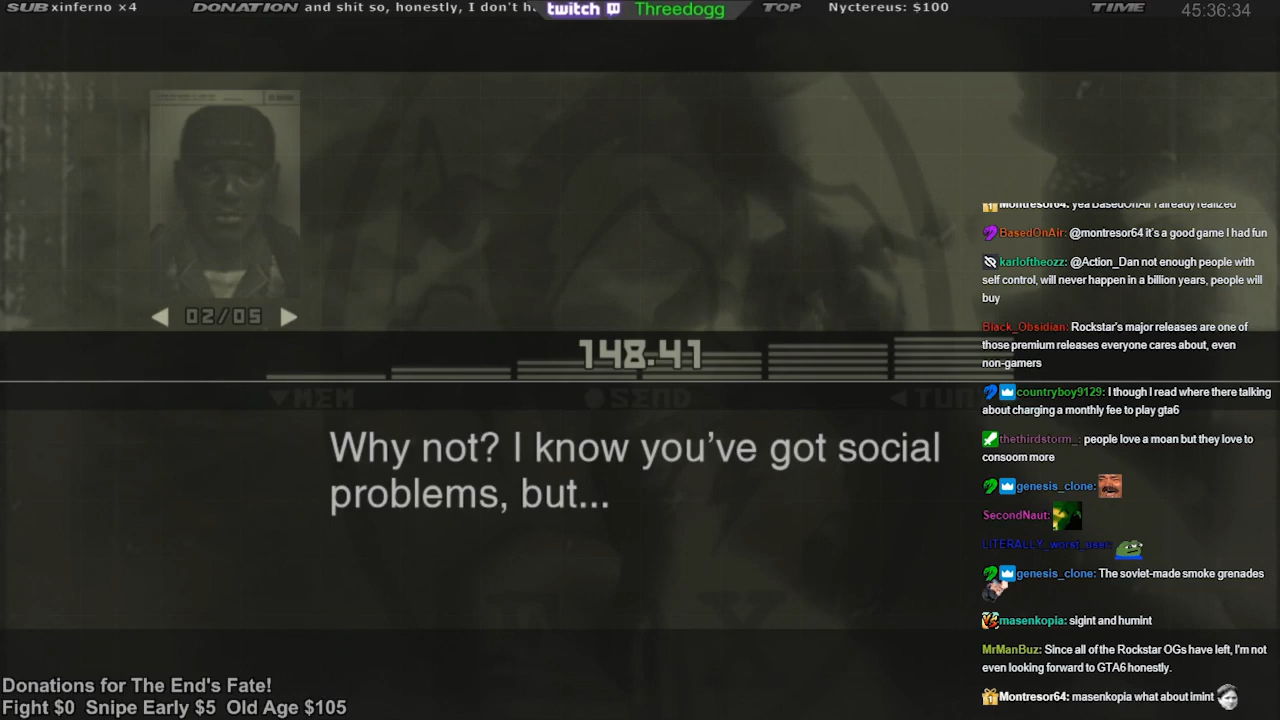 SUB xinferno ×4 DONATION and shit so, honestly, I don't h twitch Threedogg TOP Nyctereus: $100 TIME 45:36:34
02/05
148.41
MEM SEND TUN
Why not? I know you've got social
problems, but...
Montresor64: yea BasedOnAir I already realized
BasedOnAir: @montresor64 it's a good game I had fun
karloftheozz: @Action_Dan not enough people with
self control, will never happen in a billion years, people will
buy
Black_Obsidian: Rockstar's major releases are one of
those premium releases everyone cares about, even
non-gamers
countryboy9129: I though I read where there talking
about charging a monthly fee to play gta6
thethirdstorm_: people love a moan but they love to
consoom more
genesis_clone:
SecondNaut:
LITERALLY_worst_user:
genesis_clone: The soviet-made smoke grenades
masenkopia: sigint and humint
MrManBuz: Since all of the Rockstar OGs have left, I'm not
even looking forward to GTA6 honestly.
Montresor64: masenkopia what about imint
Donations for The End's Fate!
Fight $0 Snipe Early $5 Old Age $105